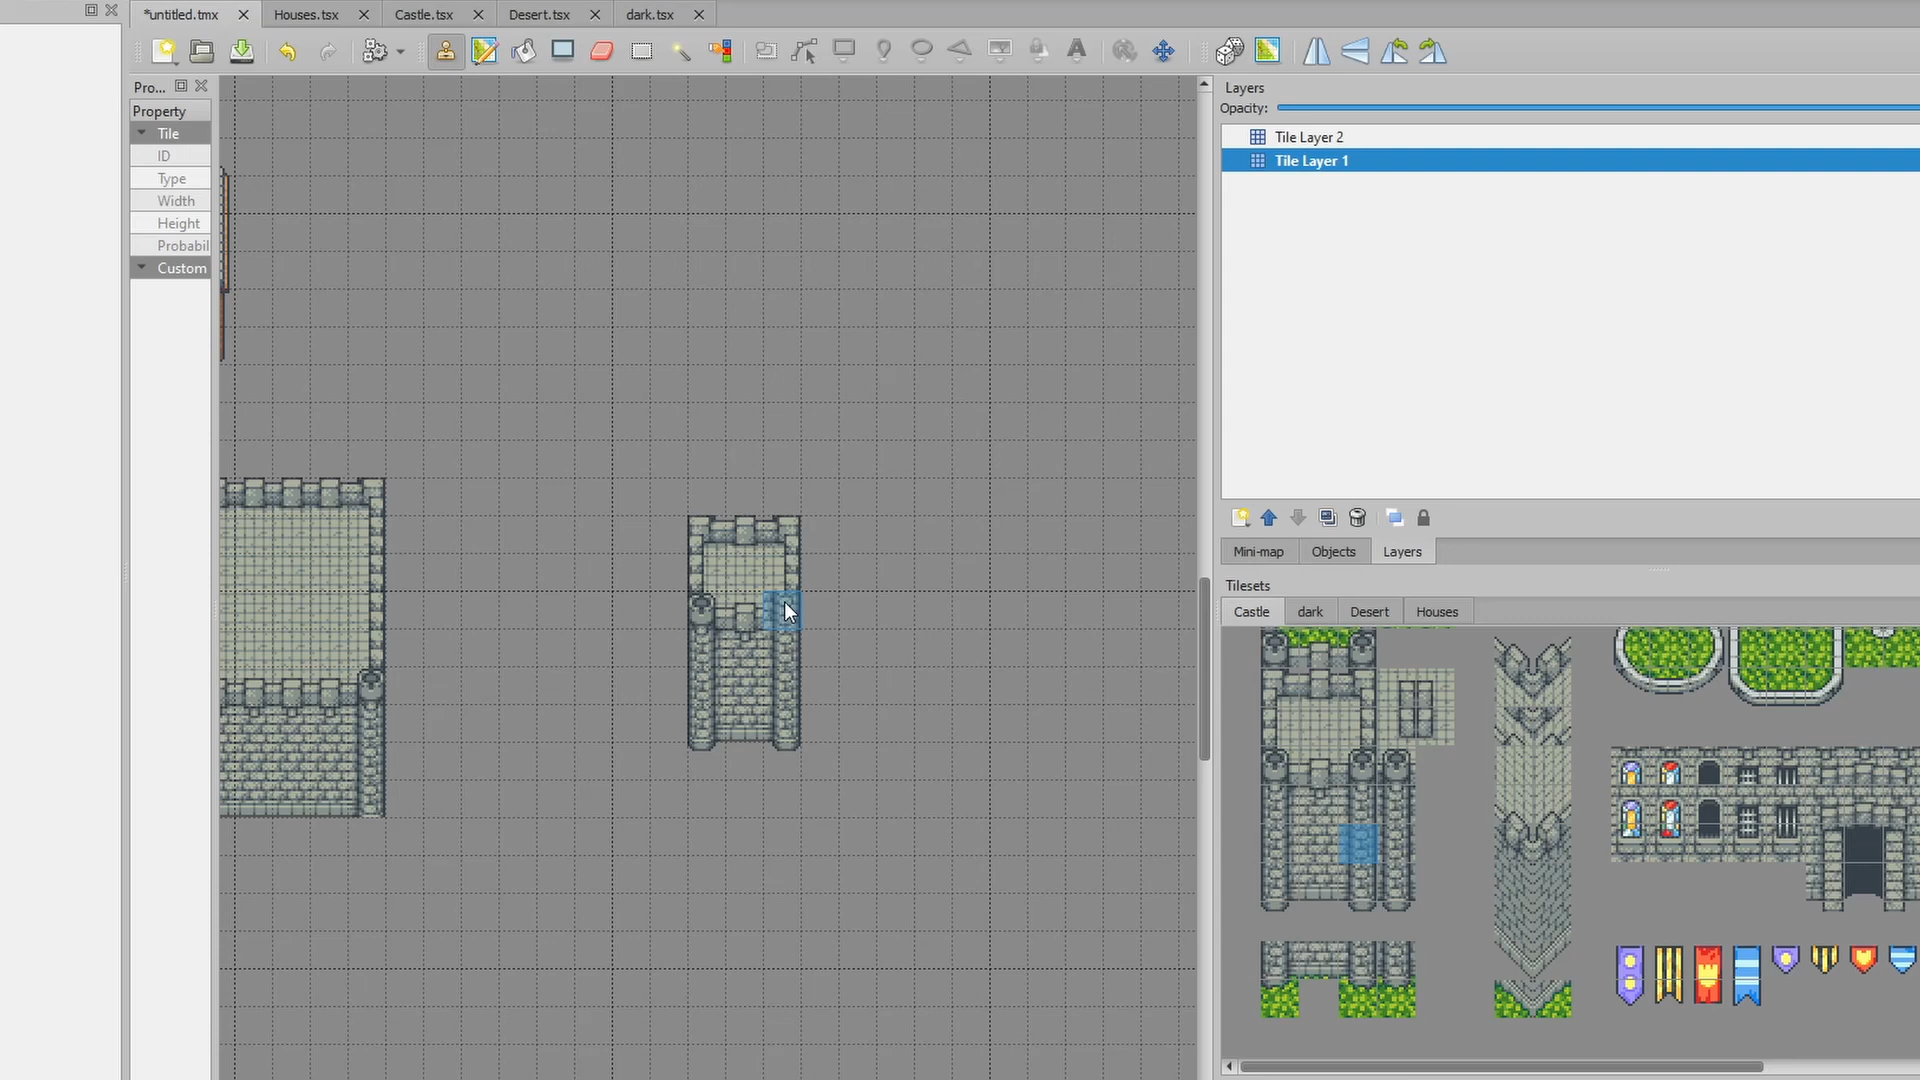 *untitled.tmx
Houses.tsx
Castle.tsx
Desert.tsx
dark.tsx
Pro...
Property
Tile
ID
Type
Width
Height
Probabil
Custom
Layers
Opacity:
Tile Layer 2
Tile Layer 1
Mini-map
Objects
Layers
Tilesets
Castle
dark
Desert
Houses